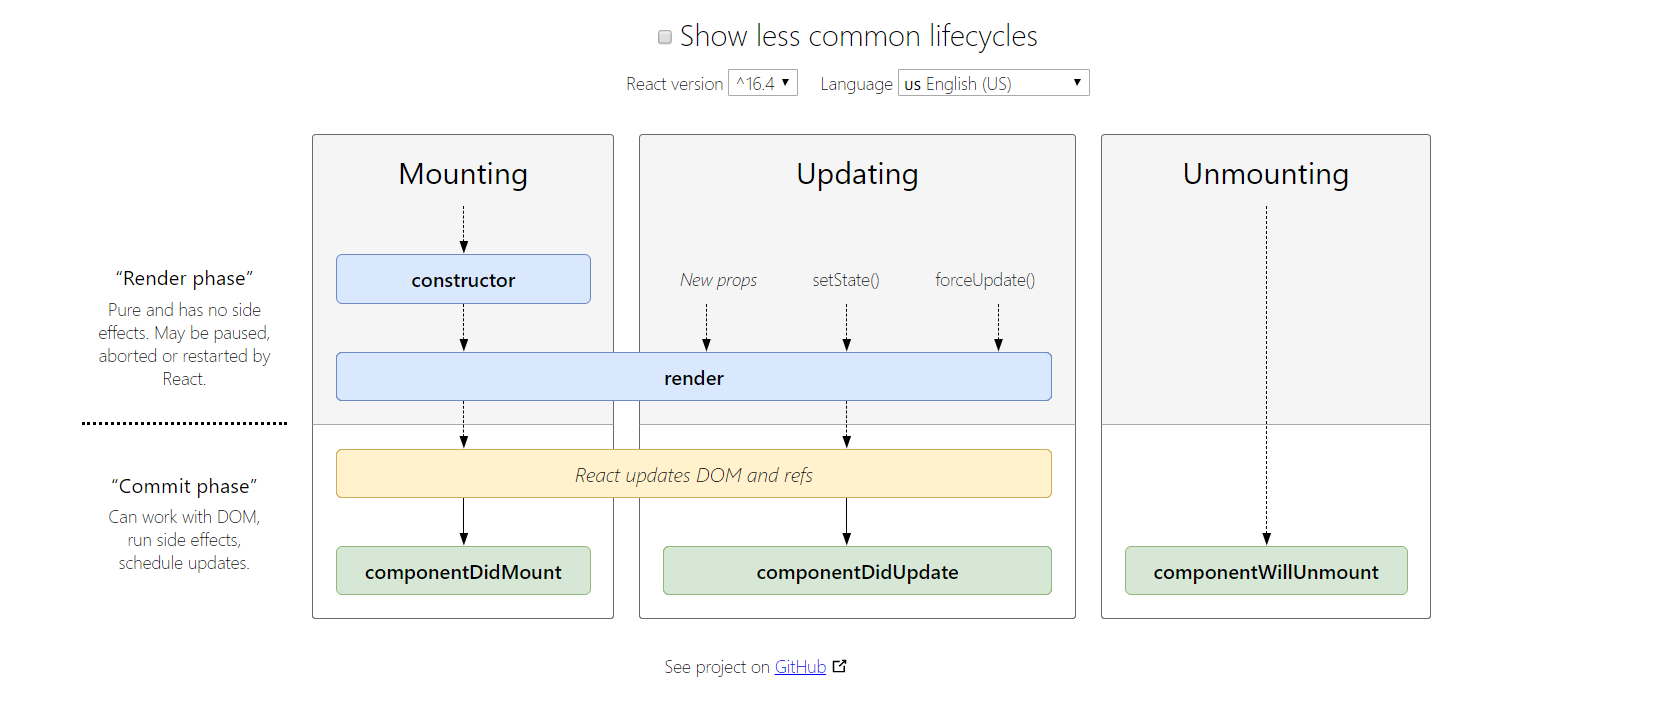 Show less common lifecycles
React version ^16.4 Language us English (US)
Mounting
Updating
Unmounting
"Render phase"
Pure and has no side
effects. May be paused,
aborted or restarted by
React.
constructor
New props
setState()
forceUpdate()
render
"Commit phase"
Can work with DOM,
run side effects,
schedule updates.
React updates DOM and refs
componentDidMount
componentDidUpdate
componentWillUnmount
See project on GitHub